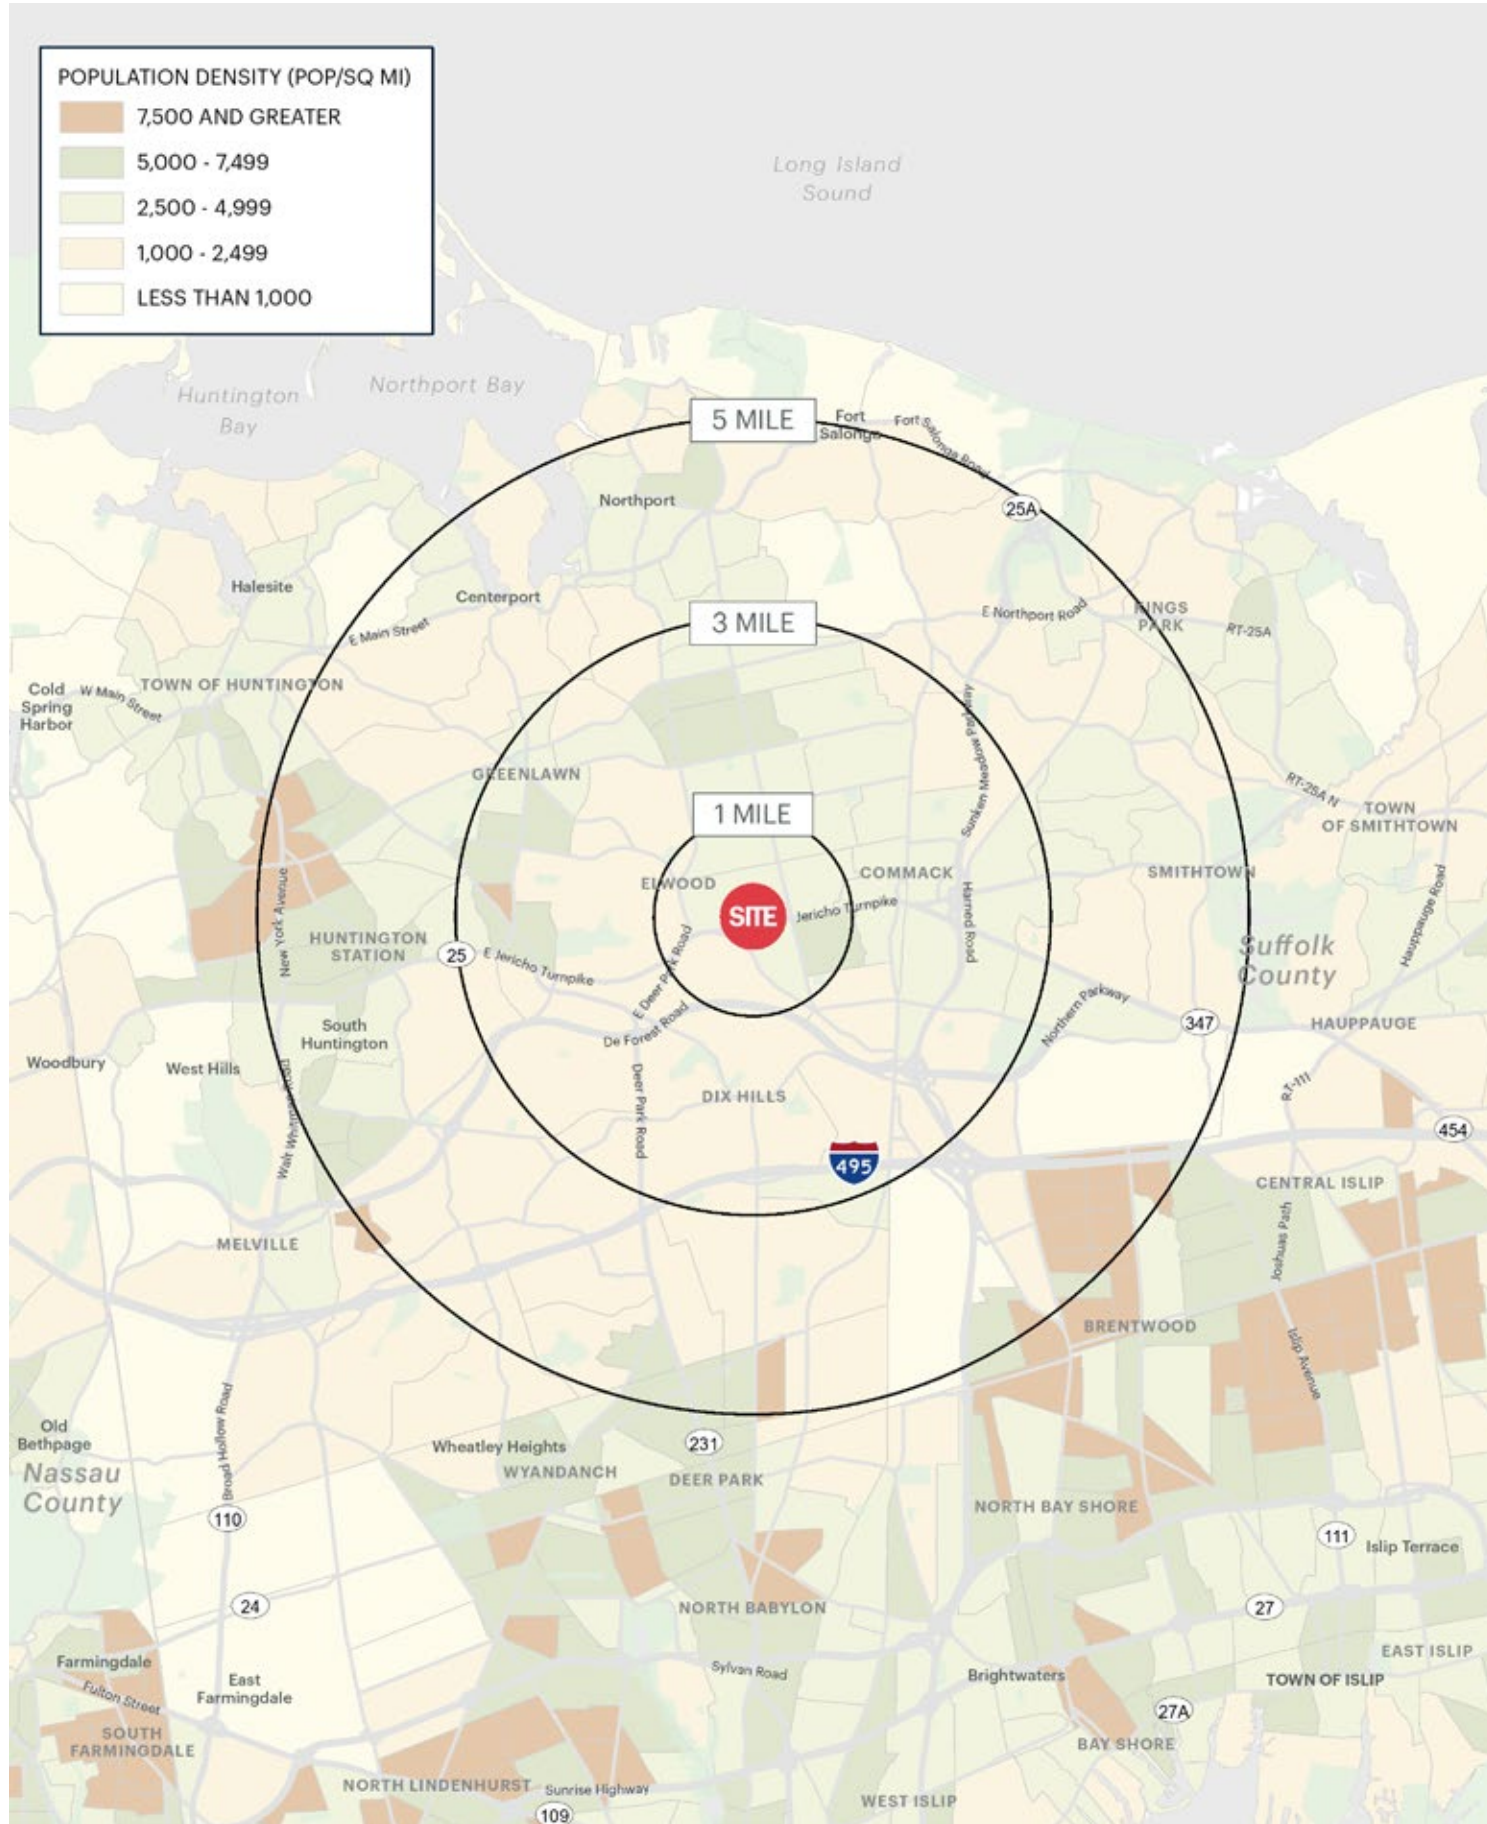 POPULATION DENSITY (POP/SQ MI)
7,500 AND GREATER
5,000 - 7,499
2,500 - 4,999
1,000 - 2,499
LESS THAN 1,000
Long Island
Sound
Huntington
Bay
Northport Bay
5 MILE
Fort
Salonga
Fort Salonga Road
25A
Northport
Halesite
Centerport
E Main Street
3 MILE
E Northport Road
KINGS
PARK
RT-25A
Cold
Spring
Harbor
W Main Street
TOWN OF HUNTINGTON
Sunken Meadow Parkway
GREENLAWN
RT-25A N
TOWN
OF SMITHTOWN
1 MILE
ELWOOD
COMMACK
SMITHTOWN
SITE
Jericho Turnpike
Harned Road
New York Avenue
HUNTINGTON
STATION
25
E Jericho Turnpike
E Deer Park Road
Suffolk
County
Hauppauge Road
De Forest Road
Northern Parkway
347
HAUPPAUGE
South
Huntington
Woodbury
West Hills
Walt Whitman Road
Deer Park Road
DIX HILLS
RT-111
454
495
CENTRAL ISLIP
Joshuas Path
MELVILLE
BRENTWOOD
Islip Avenue
Old
Bethpage
Broad Hollow Road
Nassau
County
Wheatley Heights
WYANDANCH
231
DEER PARK
110
NORTH BAY SHORE
111
Islip Terrace
24
NORTH BABYLON
27
Farmingdale
East
Farmingdale
Fulton Street
Sylvan Road
Brightwaters
EAST ISLIP
TOWN OF ISLIP
27A
SOUTH
FARMINGDALE
BAY SHORE
NORTH LINDENHURST
Sunrise Highway
109
WEST ISLIP